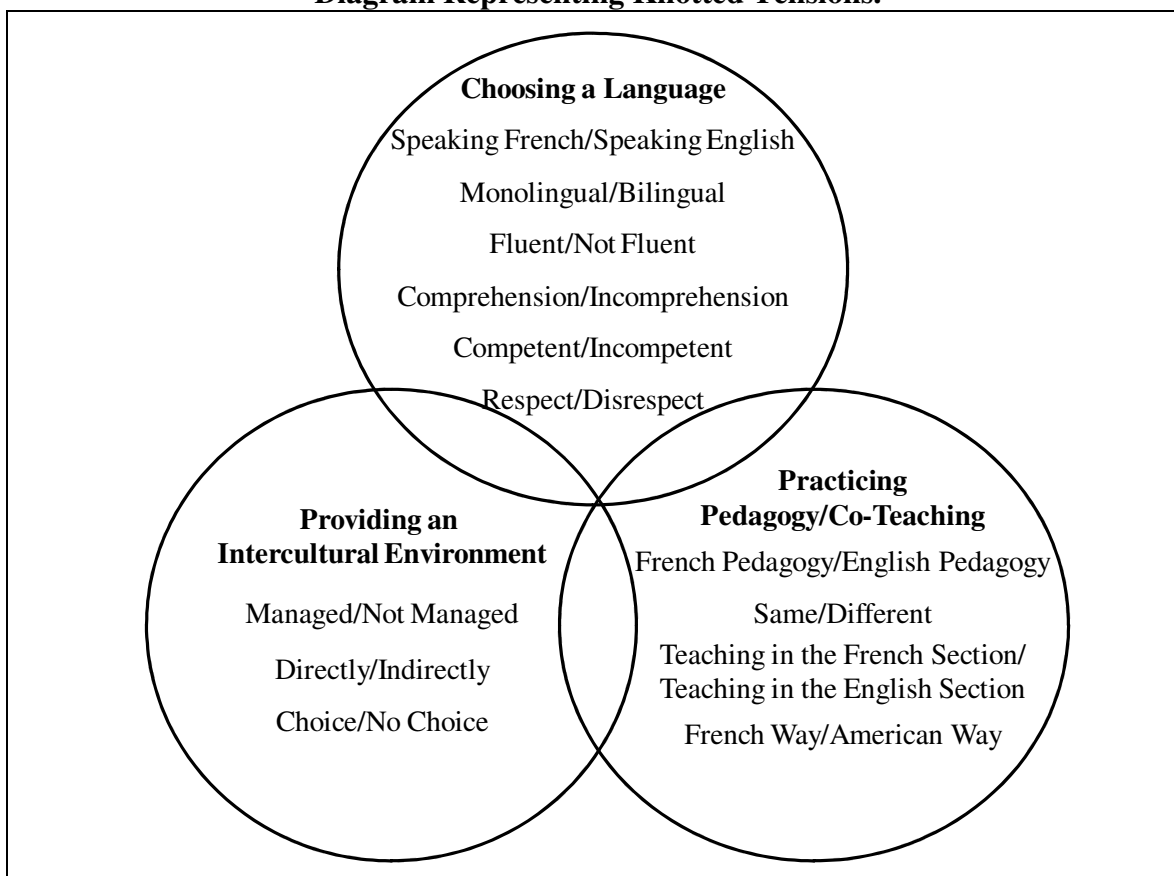 Diagram Representing Knotted Tensions.
Choosing a Language
Speaking French/Speaking English
Monolingual/Bilingual
Fluent/Not Fluent
Comprehension/Incomprehension
Competent/Incompetent
Respect/Disrespect
Providing an
Intercultural Environment
Managed/Not Managed
Directly/Indirectly
Choice/No Choice
Practicing
Pedagogy/Co-Teaching
French Pedagogy/English Pedagogy
Same/Different
Teaching in the French Section/
Teaching in the English Section
French Way/American Way